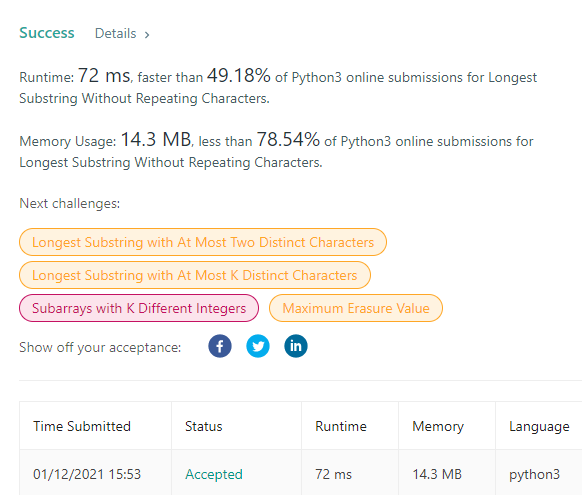 Success Details >
Runtime: 72 ms, faster than 49.18% of Python3 online submissions for Longest
Substring Without Repeating Characters.
Memory Usage: 14.3 MB, less than 78.54% of Python3 online submissions for
Longest Substring Without Repeating Characters.
Next challenges:
Longest Substring with At Most Two Distinct Characters
Longest Substring with At Most K Distinct Characters
Subarrays with K Different Integers Maximum Erasure Value
Show off your acceptance: f in
Time Submitted Status Runtime Memory Language
01/12/2021 15:53 Accepted 72 ms 14.3 MB python3